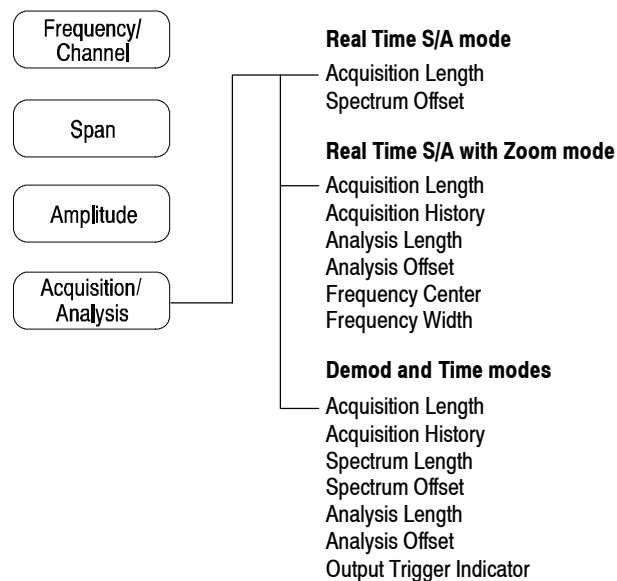 Frequency/
Channel
Span
Amplitude
Acquisition/
Analysis
Real Time S/A mode
Acquisition Length
Spectrum Offset
Real Time S/A with Zoom mode
Acquisition Length
Acquisition History
Analysis Length
Analysis Offset
Frequency Center
Frequency Width
Demod and Time modes
Acquisition Length
Acquisition History
Spectrum Length
Spectrum Offset
Analysis Length
Analysis Offset
Output Trigger Indicator